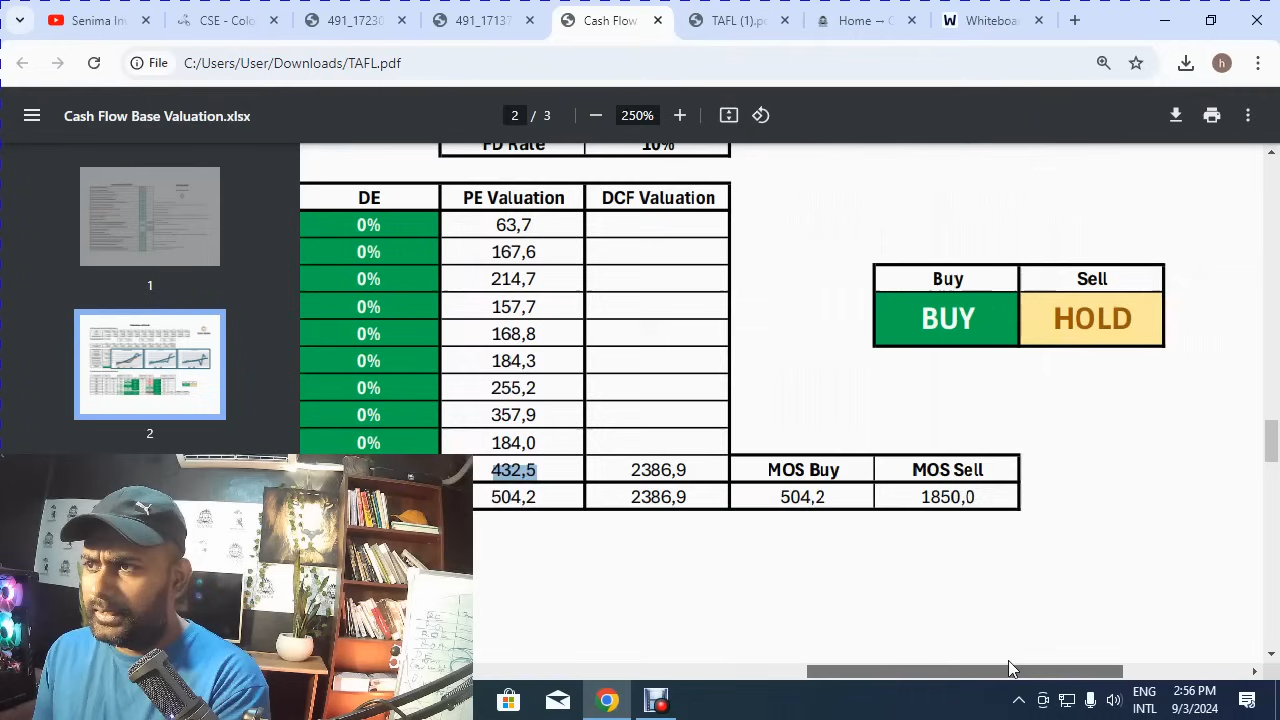 Senima In
CSE - Colo
491_17230
491_17137
Cash Flow
TAFL (1).p
Home – C
W Whiteboa
File C:/Users/User/Downloads/TAFL.pdf
h
Cash Flow Base Valuation.xlsx
2 / 3
250%
FD Rate 10%
DE PE Valuation DCF Valuation
0% 63,7
0% 167,6
0% 214,7
0% 157,7
0% 168,8
0% 184,3
0% 255,2
0% 357,9
0% 184,0
432,5 2386,9 MOS Buy MOS Sell
504,2 2386,9 504,2 1850,0
Buy Sell
BUY HOLD
1
2
ENG
INTL
2:56 PM
9/3/2024